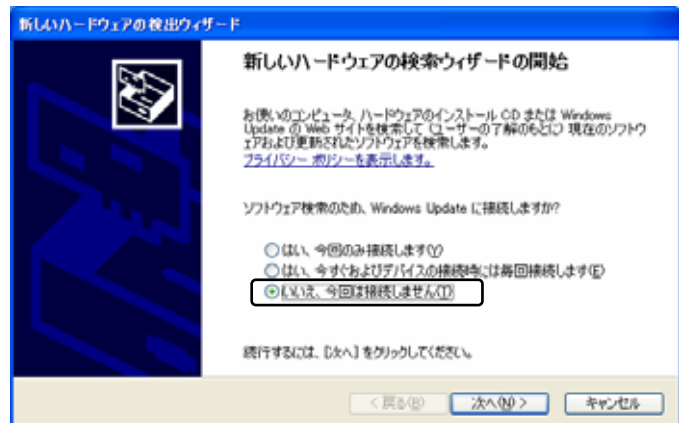 新しいハードウェアの検出ウィザード
新しいハードウェアの検索ウィザードの開始
お使いのコンピュータ、ハードウェアのインストール CD または Windows
Update の Web サイトを検索して (ユーザーの了解のもとに) 現在のソフトウ
ェアおよび更新されたソフトウェアを検索します。
プライバシー ポリシーを表示します。
ソフトウェア検索のため、Windows Update に接続しますか?
はい、今回のみ接続します(Y)
はい、今すぐおよびデバイスの接続時には毎回接続します(E)
いいえ、今回は接続しません(T)
続行するには、[次へ] をクリックしてください。
< 戻る(B)
次へ(N) >
キャンセル